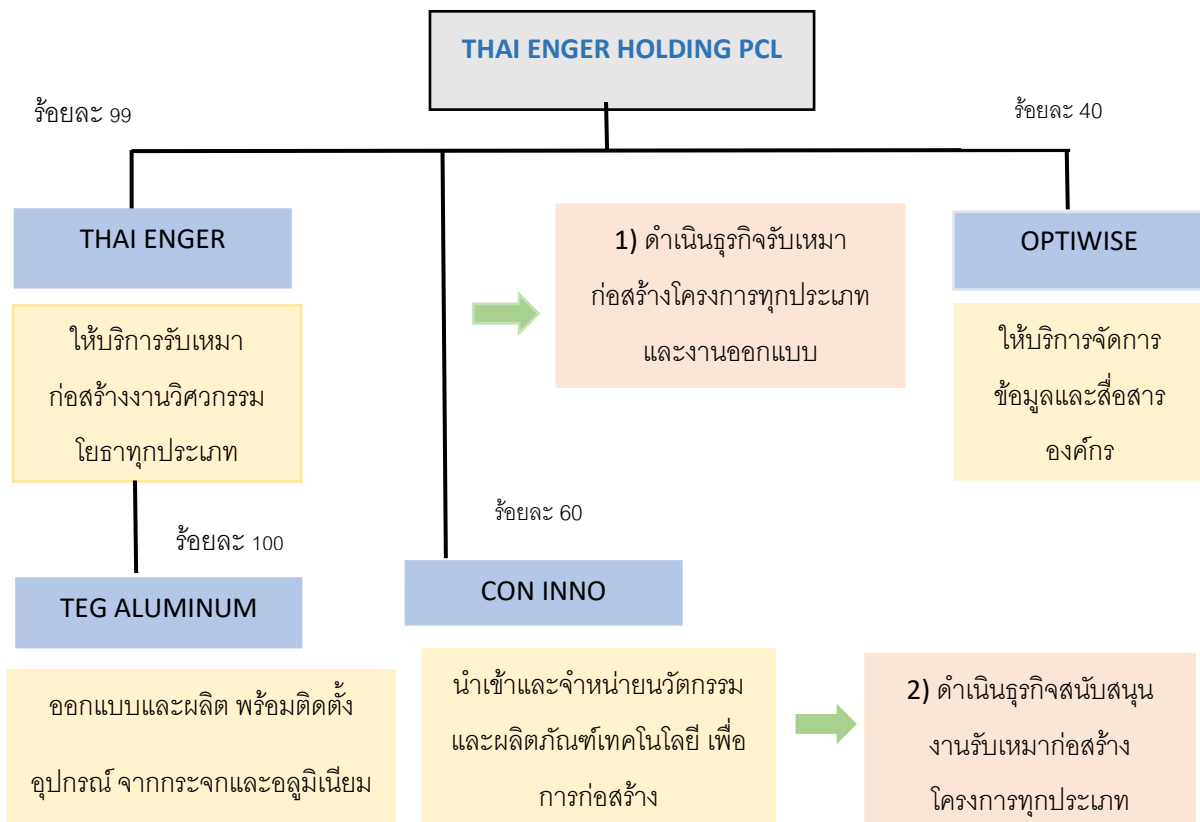 THAI ENGER HOLDING PCL
ร้อยละ 99
ร้อยละ 40
THAI ENGER
1) ดำเนินธุรกิจรับเหมา
ก่อสร้างโครงการทุกประเภท
และงานออกแบบ
OPTIWISE
ให้บริการรับเหมา
ก่อสร้างงานวิศวกรรม
โยธาทุกประเภท
ให้บริการจัดการ
ข้อมูลและสื่อสาร
องค์กร
ร้อยละ 100
ร้อยละ 60
TEG ALUMINUM
CON INNO
ออกแบบและผลิต พร้อมติดตั้ง
อุปกรณ์ จากกระจกและอลูมิเนียม
นำเข้าและจำหน่ายนวัตกรรม
และผลิตภัณฑ์เทคโนโลยี เพื่อ
การก่อสร้าง
2) ดำเนินธุรกิจสนับสนุน
งานรับเหมาก่อสร้าง
โครงการทุกประเภท